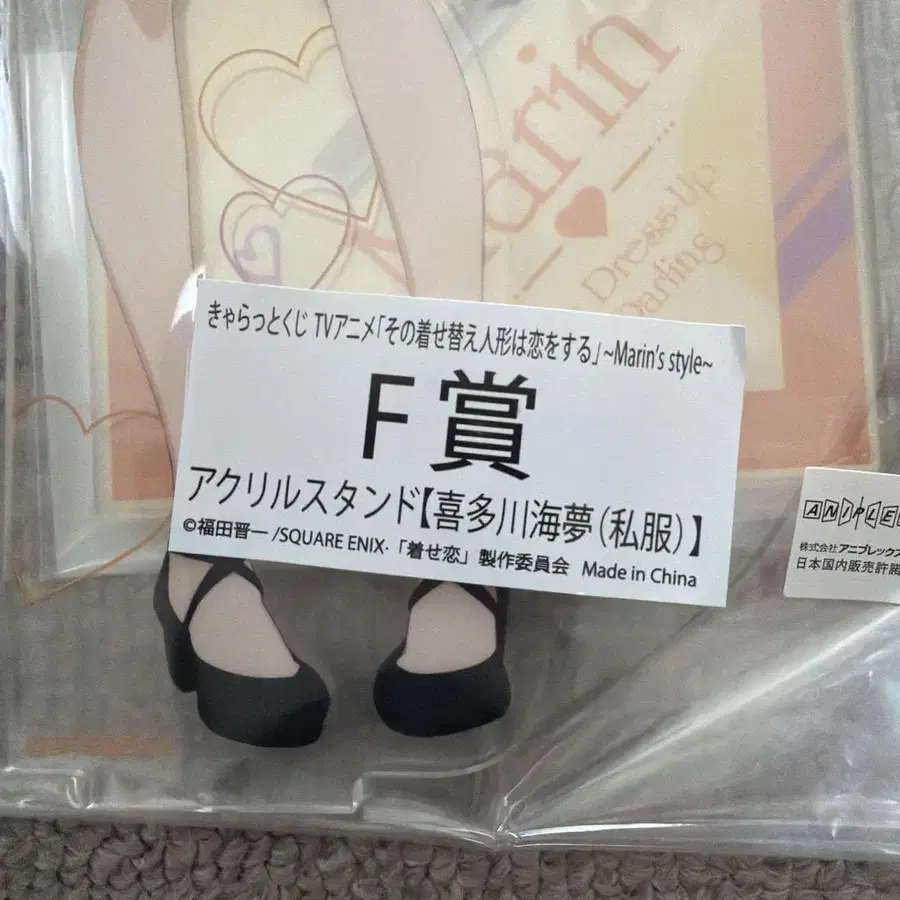 Marin
Dress-Up
Darling
きゃらっとくじ TVアニメ「その着せ替え人形は恋をする」~Marin's style~
F賞
アクリルスタンド【喜多川海夢(私服)】
©福田晋一/SQUARE ENIX・「着せ恋」製作委員会 Made in China
ANIPLE
株式会社アニプレックス
日本国内販売許諾